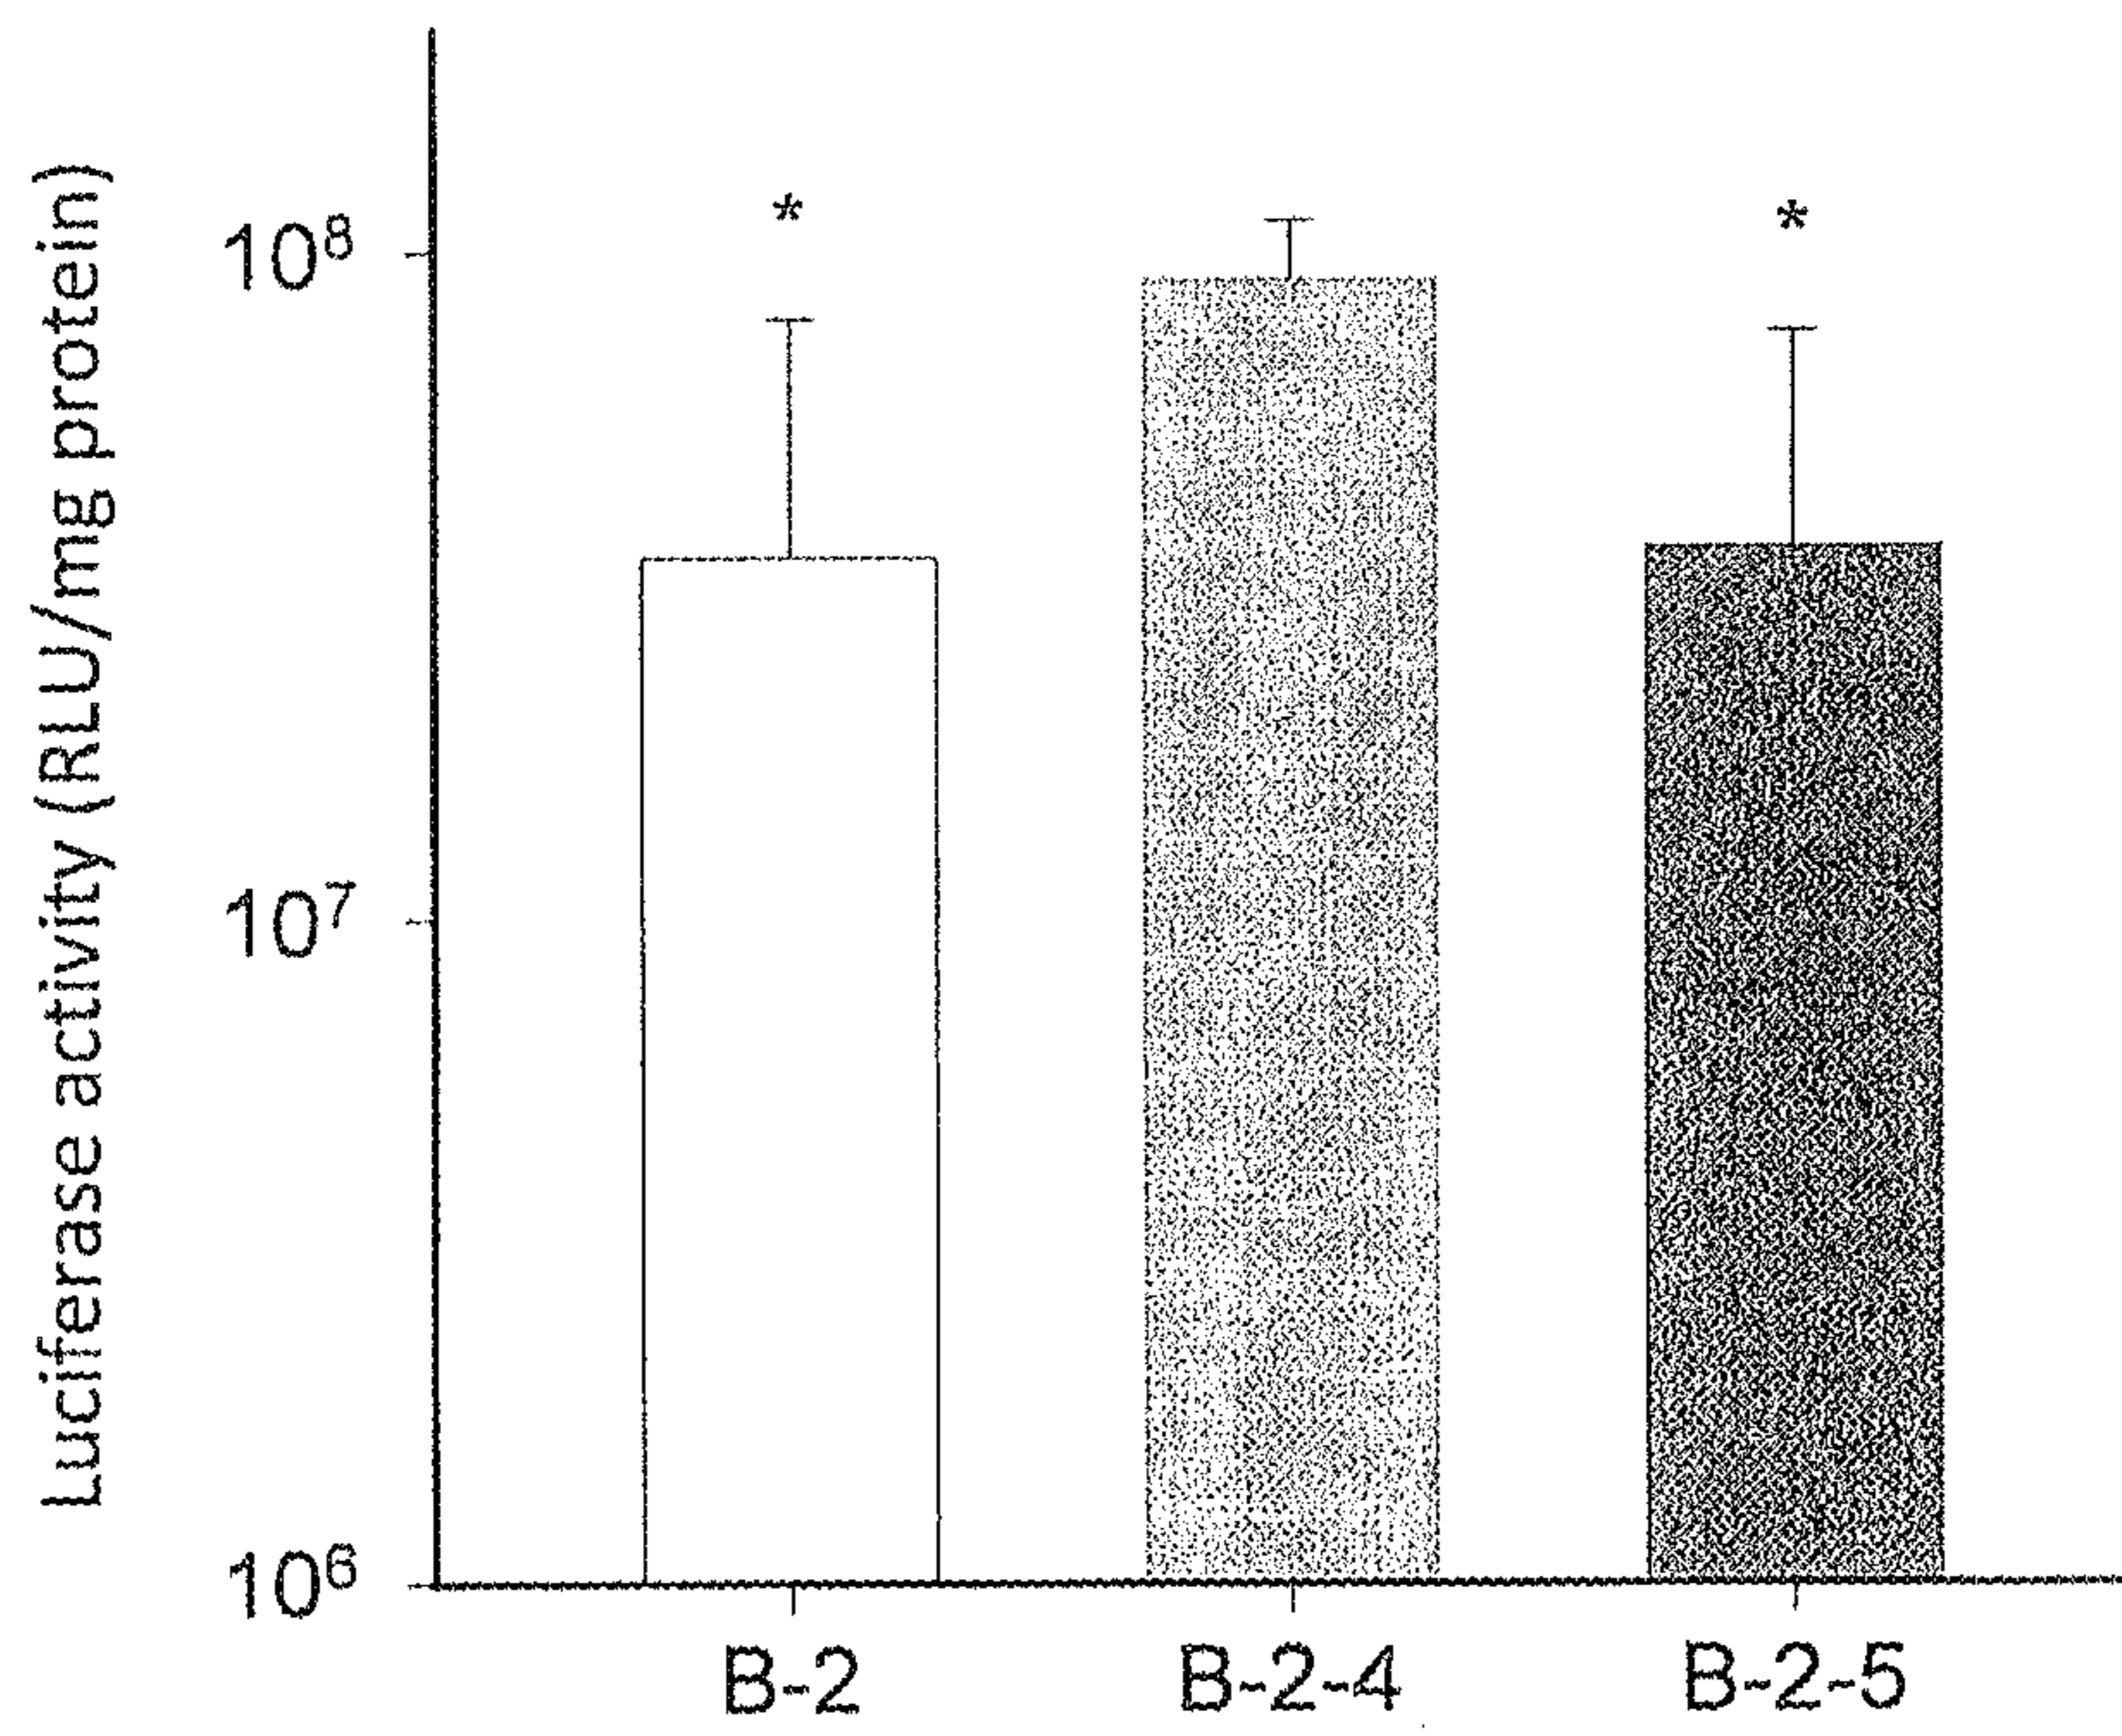 Luciferase activity (RLU/mg protein)
10⁸
10⁷
10⁶
* *
B-2 B-2-4 B-2-5